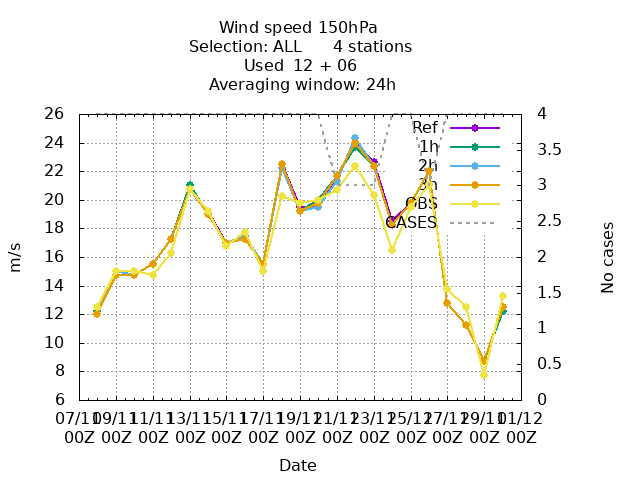 Wind speed 150hPa
Selection: ALL 4 stations
Used 12 + 06
Averaging window: 24h
26 4
24 3.5
22 3
20 2.5
18 2
16 1.5
14 1
12 0.5
10 0
8
6
m/s
No cases
Ref
1h
2h
3h
OBS
CASES
07/11 09/11 11/11 13/11 15/11 17/11 19/11 21/11 23/11 25/11 27/11 29/11 01/12
00Z 00Z 00Z 00Z 00Z 00Z 00Z 00Z 00Z 00Z 00Z 00Z 00Z
Date